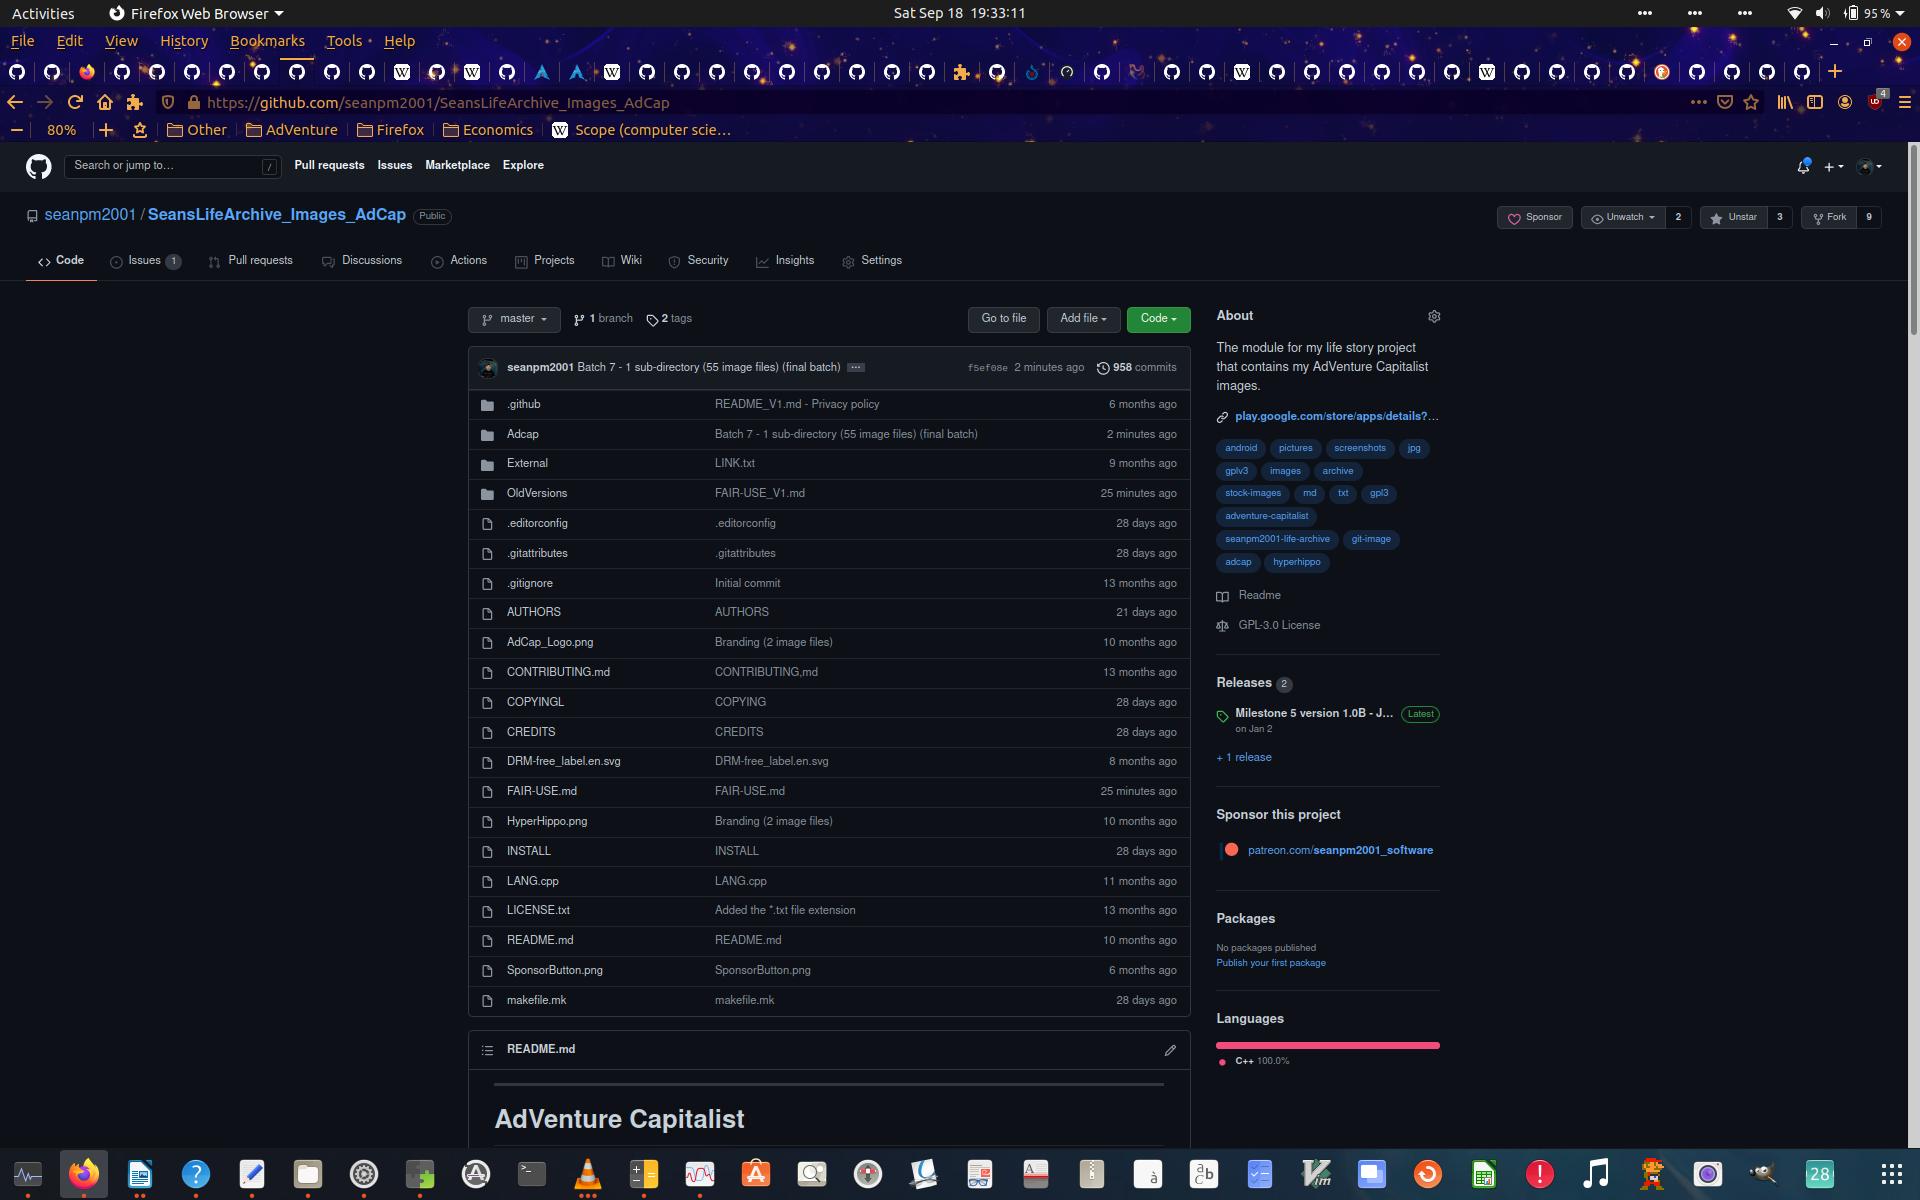 Activities Firefox Web Browser Sat Sep 18 19:33:11 95 %
File Edit View History Bookmarks Tools Help
https://github.com/seanpm2001/SeansLifeArchive_Images_AdCap 4
80% Other AdVenture Firefox Economics Scope (computer scie…
Search or jump to… / Pull requests Issues Marketplace Explore
seanpm2001 / SeansLifeArchive_Images_AdCap Public Sponsor Unwatch 2 Unstar 3 Fork 9
Code Issues 1 Pull requests Discussions Actions Projects Wiki Security Insights Settings
master 1 branch 2 tags Go to file Add file Code
seanpm2001 Batch 7 - 1 sub-directory (55 image files) (final batch) f5ef08e 2 minutes ago 958 commits
.github README_V1.md - Privacy policy 6 months ago
Adcap Batch 7 - 1 sub-directory (55 image files) (final batch) 2 minutes ago
External LINK.txt 9 months ago
OldVersions FAIR-USE_V1.md 25 minutes ago
.editorconfig .editorconfig 28 days ago
.gitattributes .gitattributes 28 days ago
.gitignore Initial commit 13 months ago
AUTHORS AUTHORS 21 days ago
AdCap_Logo.png Branding (2 image files) 10 months ago
CONTRIBUTING.md CONTRIBUTING,md 13 months ago
COPYINGL COPYING 28 days ago
CREDITS CREDITS 28 days ago
DRM-free_label.en.svg DRM-free_label.en.svg 8 months ago
FAIR-USE.md FAIR-USE.md 25 minutes ago
HyperHippo.png Branding (2 image files) 10 months ago
INSTALL INSTALL 28 days ago
LANG.cpp LANG.cpp 11 months ago
LICENSE.txt Added the *.txt file extension 13 months ago
README.md README.md 10 months ago
SponsorButton.png SponsorButton.png 6 months ago
makefile.mk makefile.mk 28 days ago
README.md
AdVenture Capitalist
About
The module for my life story project
that contains my AdVenture Capitalist
images.
play.google.com/store/apps/details?…
android pictures screenshots jpg
gplv3 images archive
stock-images md txt gpl3
adventure-capitalist
seanpm2001-life-archive git-image
adcap hyperhippo
Readme
GPL-3.0 License
Releases 2
Milestone 5 version 1.0B - J… Latest
on Jan 2
+ 1 release
Sponsor this project
patreon.com/seanpm2001_software
Packages
No packages published
Publish your first package
Languages
C++ 100.0%
28